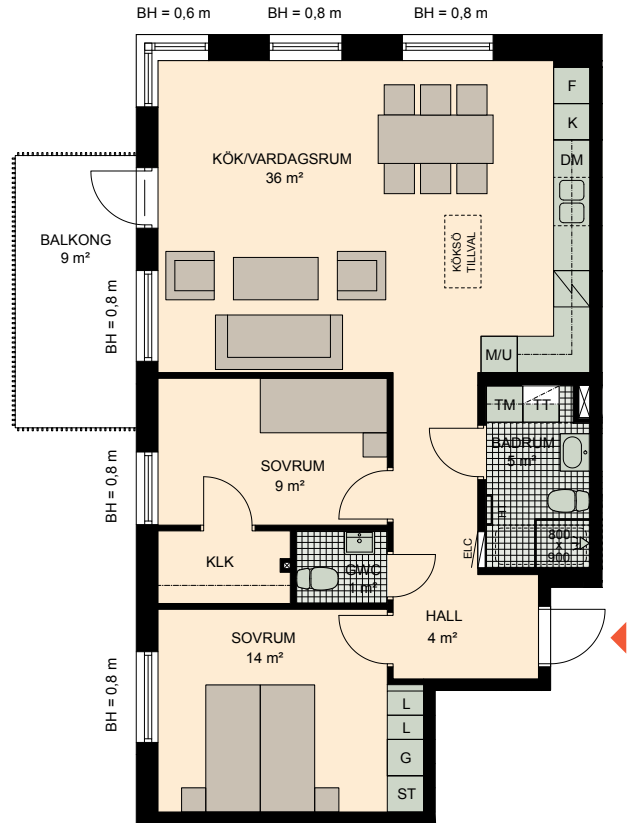 BH = 0,6 m
BH = 0,8 m
BH = 0,8 m
F
K
DM
KÖK/VARDAGSRUM
36 m²
BALKONG
9 m²
KÖKSÖ
TILLVAL
BH = 0,8 m
M/U
TM
TT
BADRUM
5 m²
SOVRUM
9 m²
BH = 0,8 m
H
ELC
800
X
900
KLK
GWC
1 m²
HALL
4 m²
SOVRUM
14 m²
BH = 0,8 m
L
L
G
ST